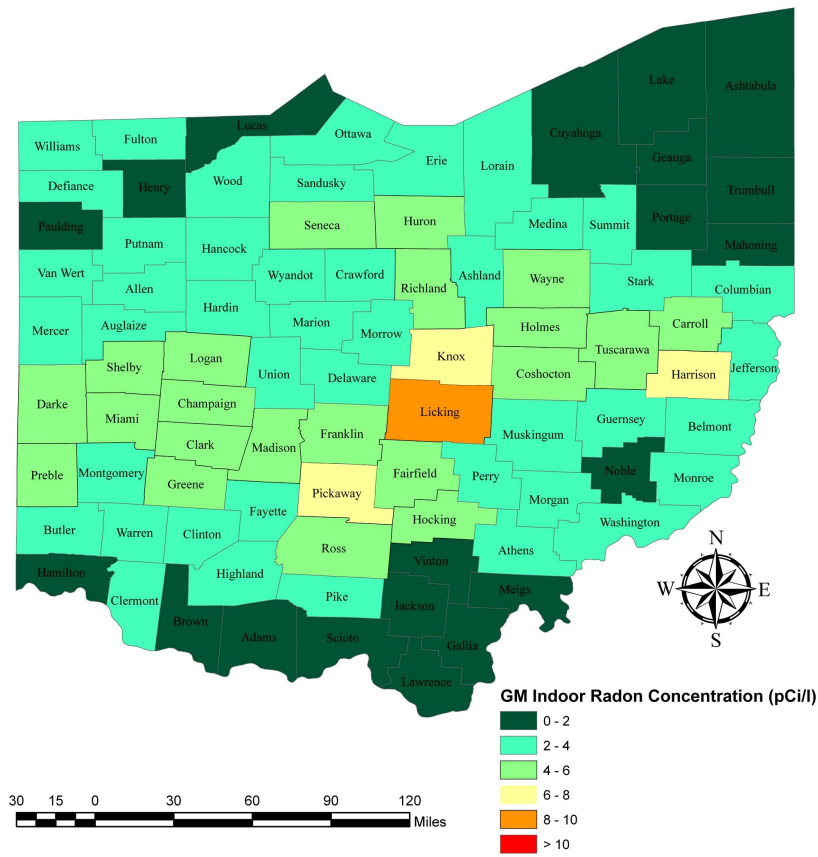 Lake
Ashtabula
Cuyahoga
Lucas
Ottawa
Fulton
Williams
Geauga
Erie
Lorain
Wood
Sandusky
Defiance
Henry
Trumbull
Portage
Huron
Seneca
Medina
Summit
Paulding
Putnam
Mahoning
Hancock
Van Wert
Wyandot
Crawford
Ashland
Wayne
Stark
Allen
Richland
Columbian
Hardin
Marion
Morrow
Holmes
Carroll
Auglaize
Mercer
Tuscarawa
Knox
Logan
Shelby
Union
Delaware
Coshocton
Harrison
Jefferson
Darke
Champaign
Miami
Licking
Guernsey
Belmont
Franklin
Muskingum
Clark
Madison
Preble
Montgomery
Fairfield
Perry
Noble
Monroe
Greene
Pickaway
Morgan
Fayette
Hocking
Washington
Butler
Warren
Clinton
Ross
Athens
Vinton
N
Hamilton
Highland
W
E
Meigs
Clermont
Pike
Jackson
S
Brown
Adams
Scioto
Gallia
Lawrence
GM Indoor Radon Concentration (pCi/l)
0 - 2
2 - 4
4 - 6
6 - 8
8 - 10
> 10
30 15 0 30 60 90 120
Miles